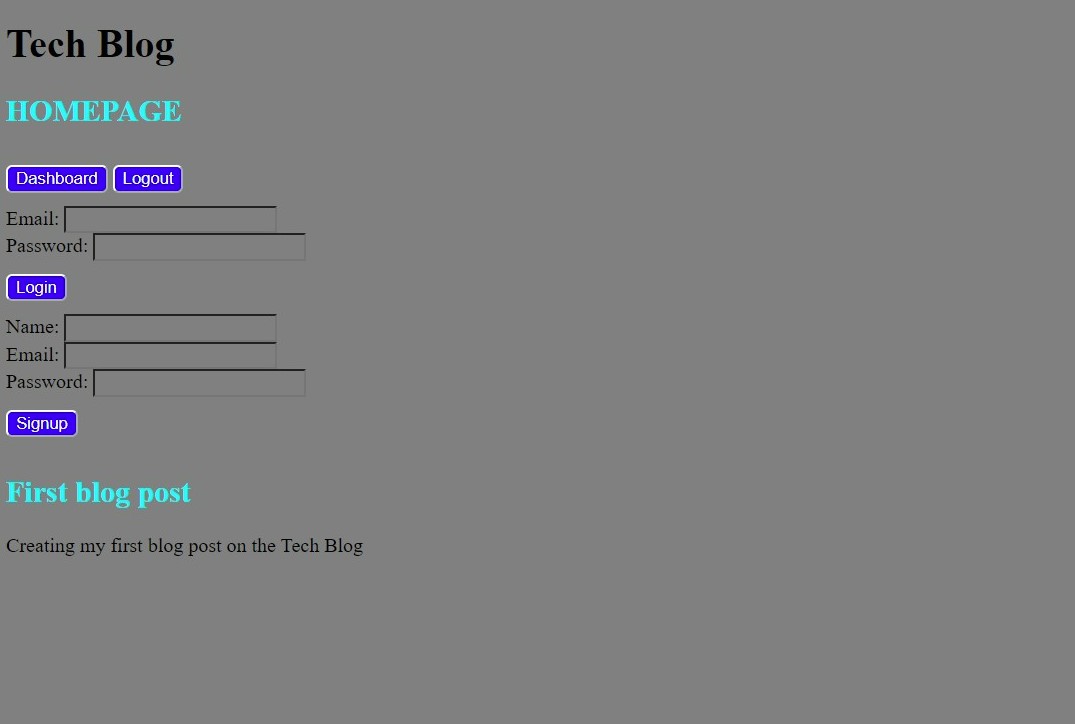 Tech Blog
HOMEPAGE
Dashboard Logout
Email:
Password:
Login
Name:
Email:
Password:
Signup
First blog post
Creating my first blog post on the Tech Blog